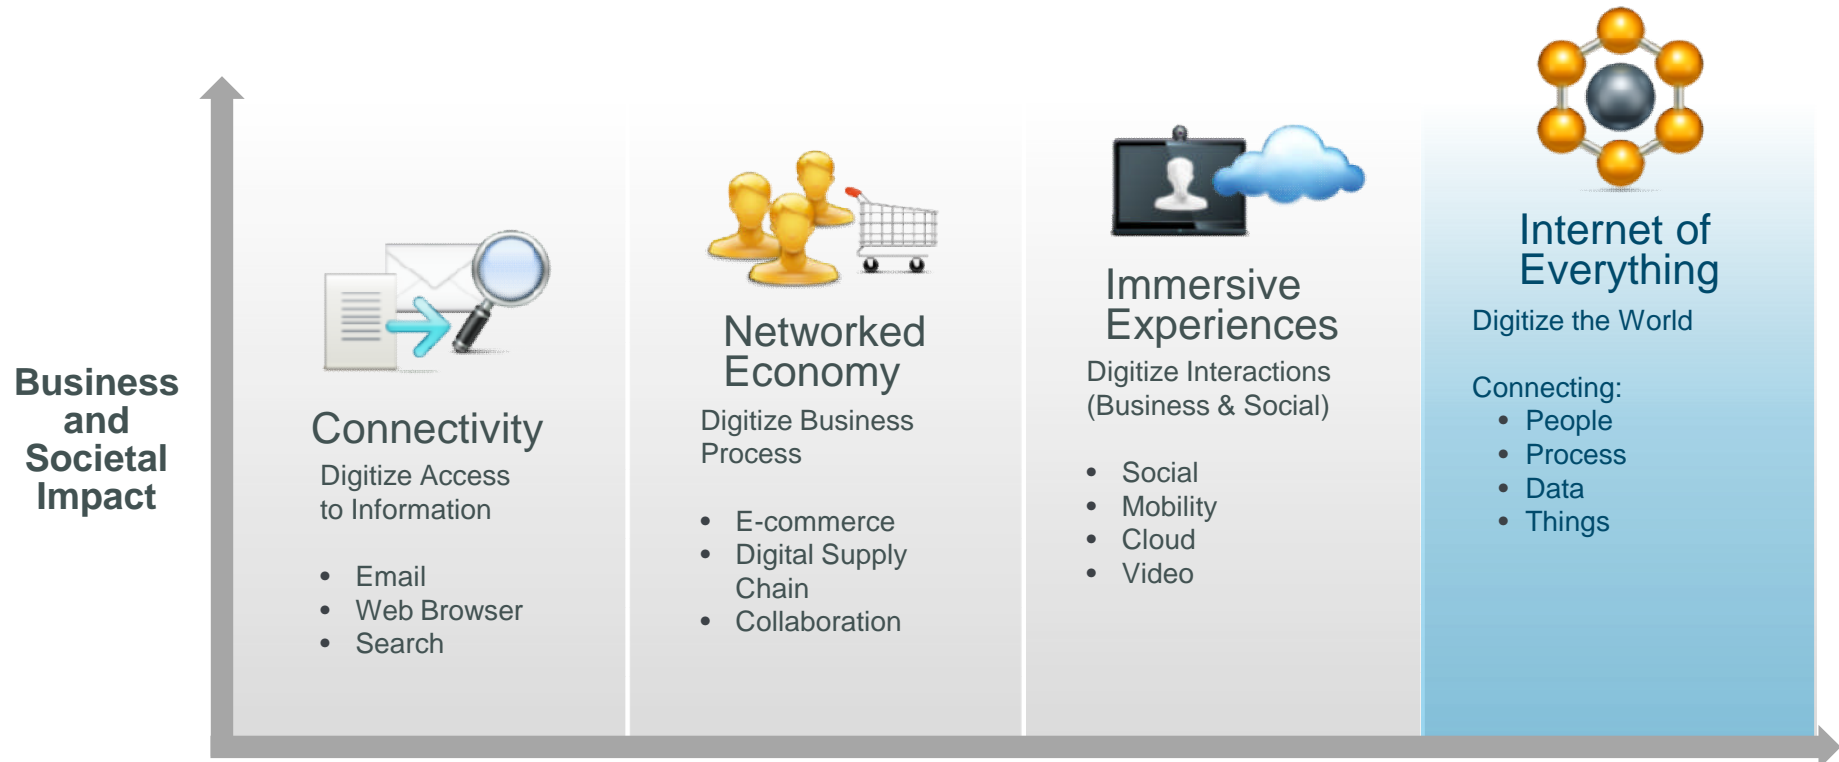 Business
and
Societal
Impact
Connectivity
Digitize Access
to Information
• Email
• Web Browser
• Search
Networked
Economy
Digitize Business
Process
• E-commerce
• Digital Supply
Chain
• Collaboration
Immersive
Experiences
Digitize Interactions
(Business & Social)
• Social
• Mobility
• Cloud
• Video
Internet of
Everything
Digitize the World
Connecting:
• People
• Process
• Data
• Things